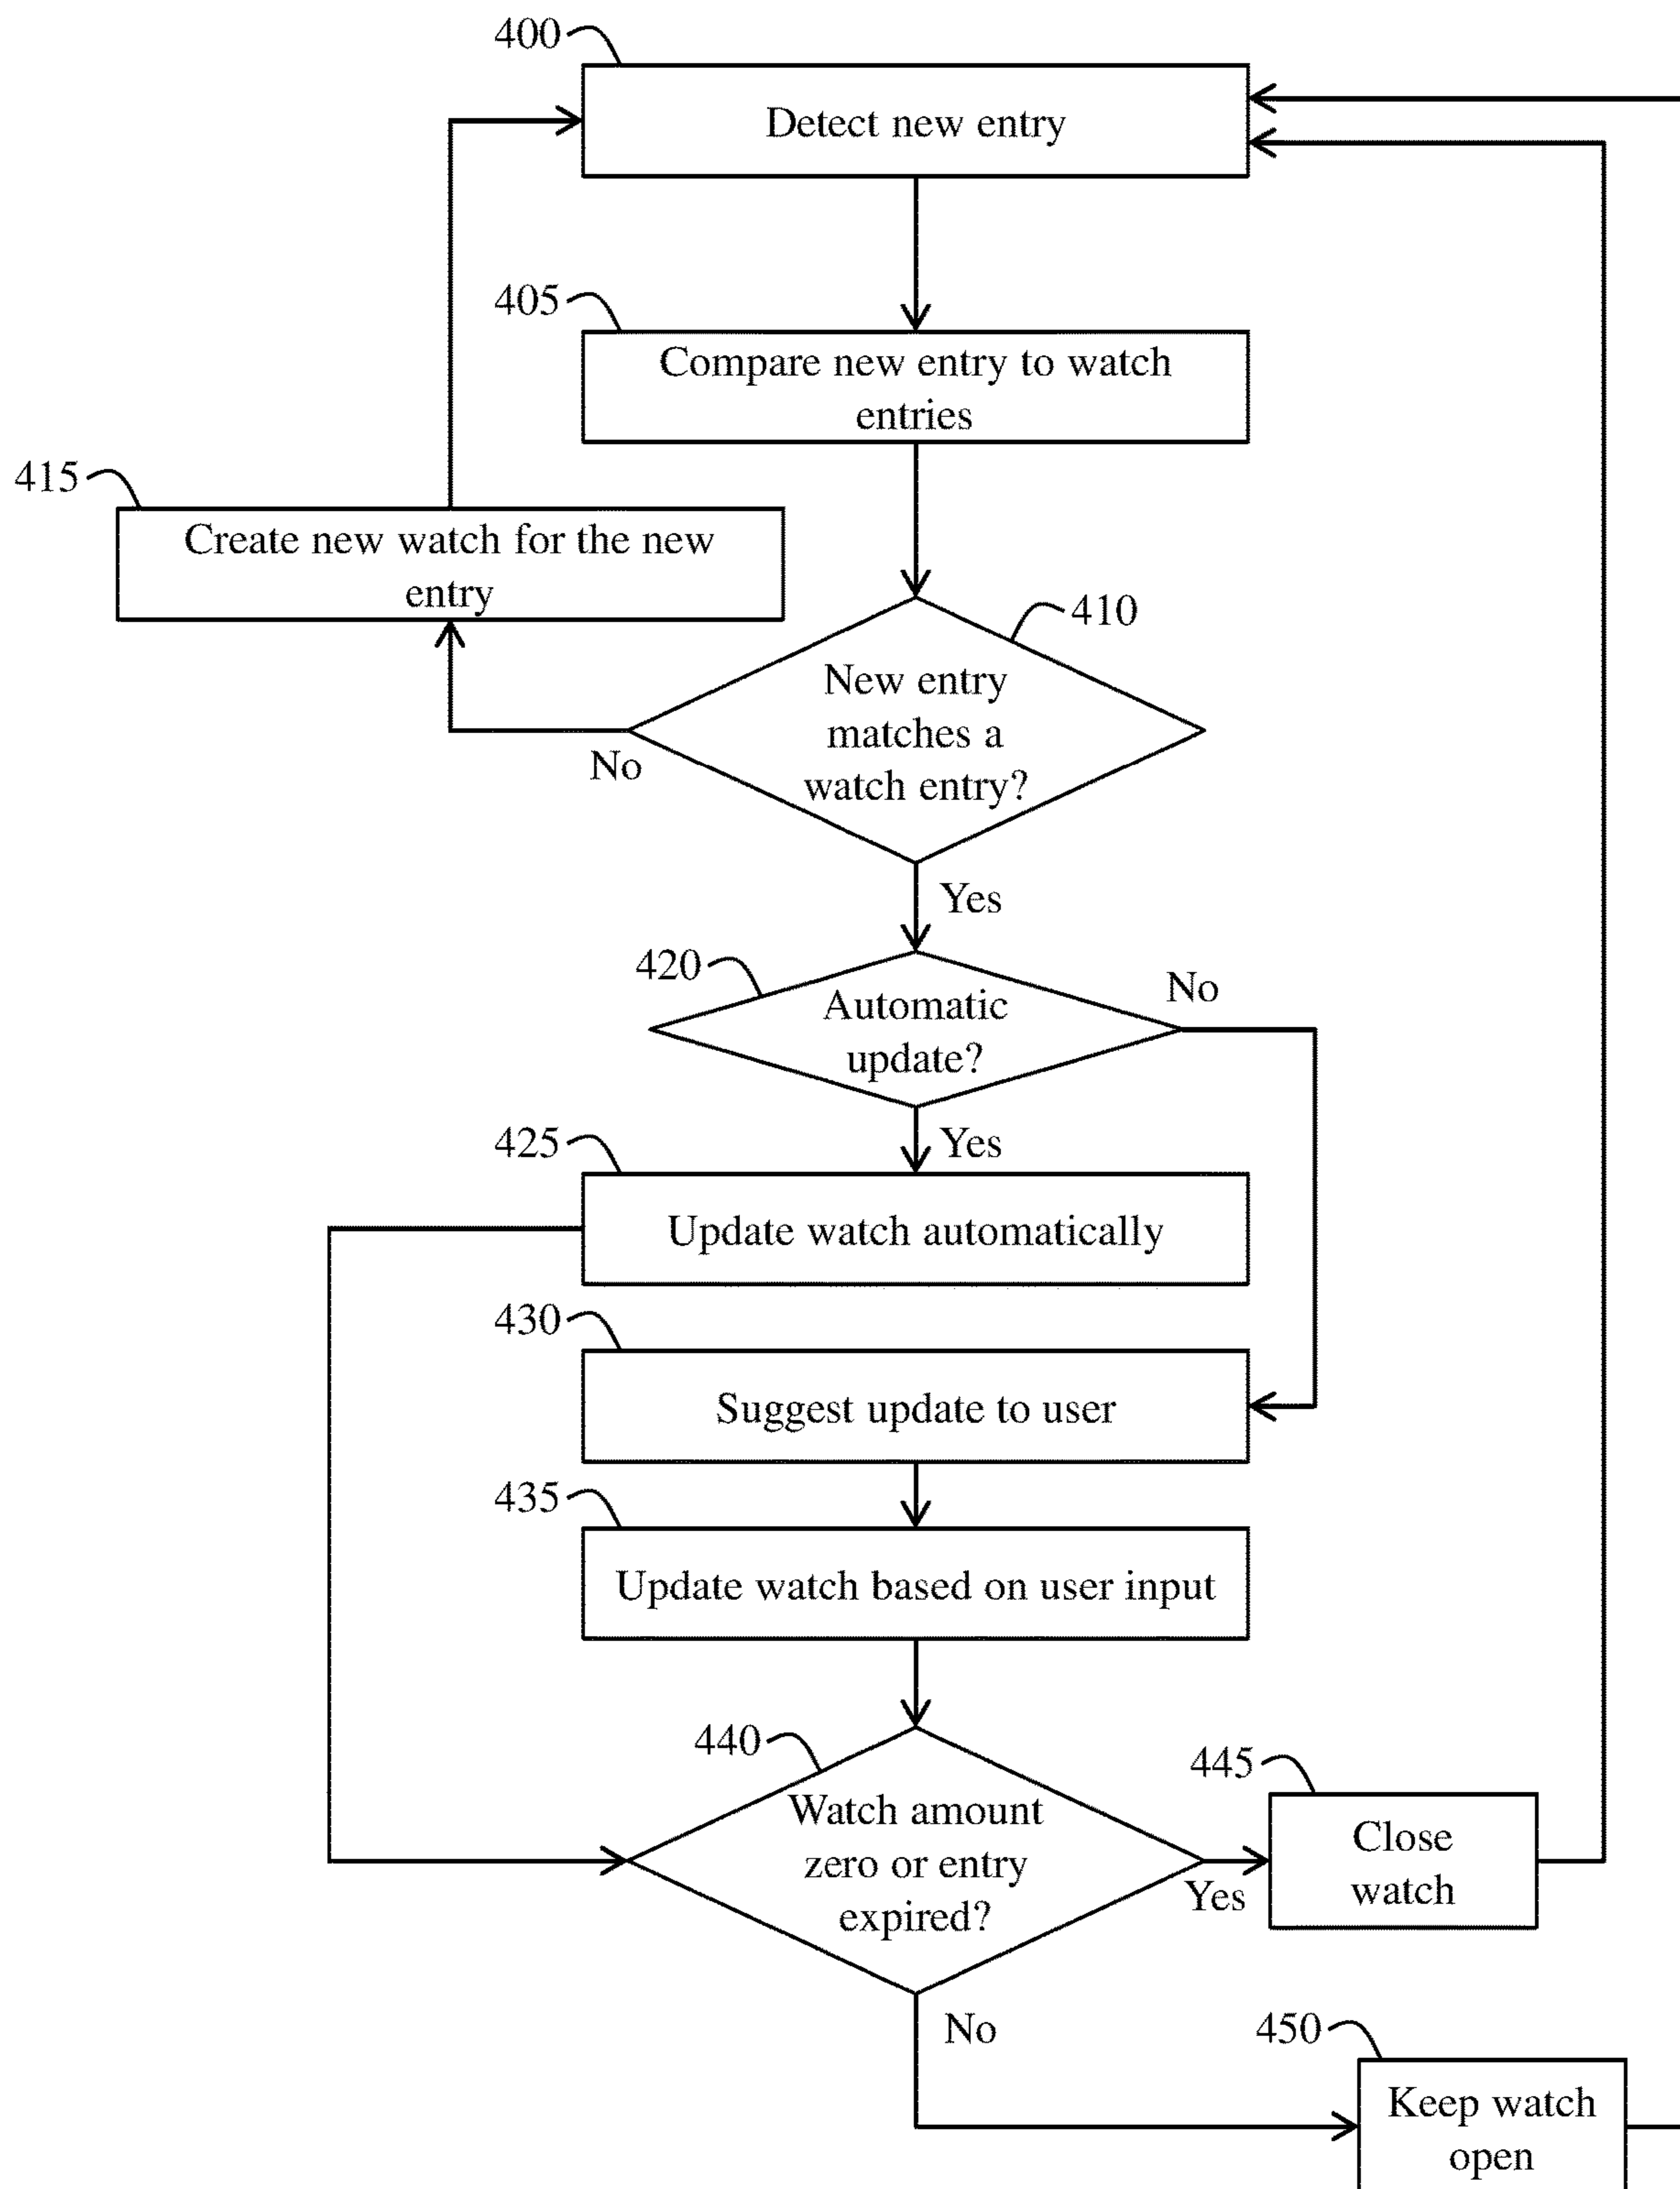 400
Detect new entry
405
Compare new entry to watch
entries
415
Create new watch for the new
entry
410
New entry
matches a
watch entry?
No
Yes
420
Automatic
update?
No
Yes
425
Update watch automatically
430
Suggest update to user
435
Update watch based on user input
440
Watch amount
zero or entry
expired?
Yes
445
Close
watch
No
450
Keep watch
open